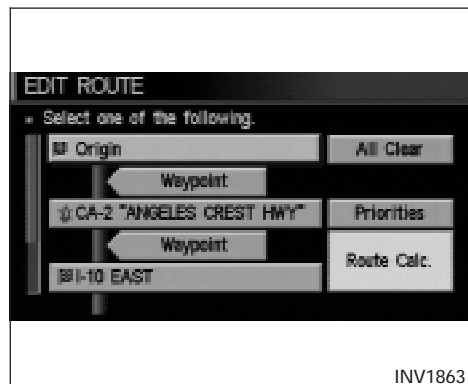 EDIT ROUTE
Select one of the following.
Origin
All Clear
Waypoint
CA-2 "ANGELES CREST HWY"
Priorities
Waypoint
Route Calc.
I-10 EAST
INV1863